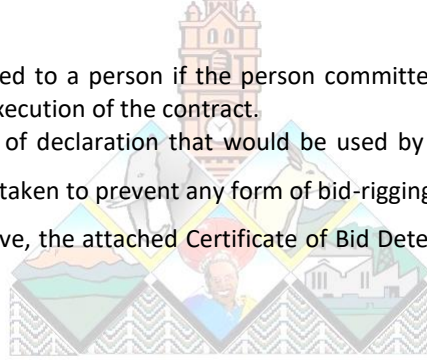 ed to a person if the person committe
xecution of the contract.
of declaration that would be used by
taken to prevent any form of bid-rigging
ve, the attached Certificate of Bid Dete